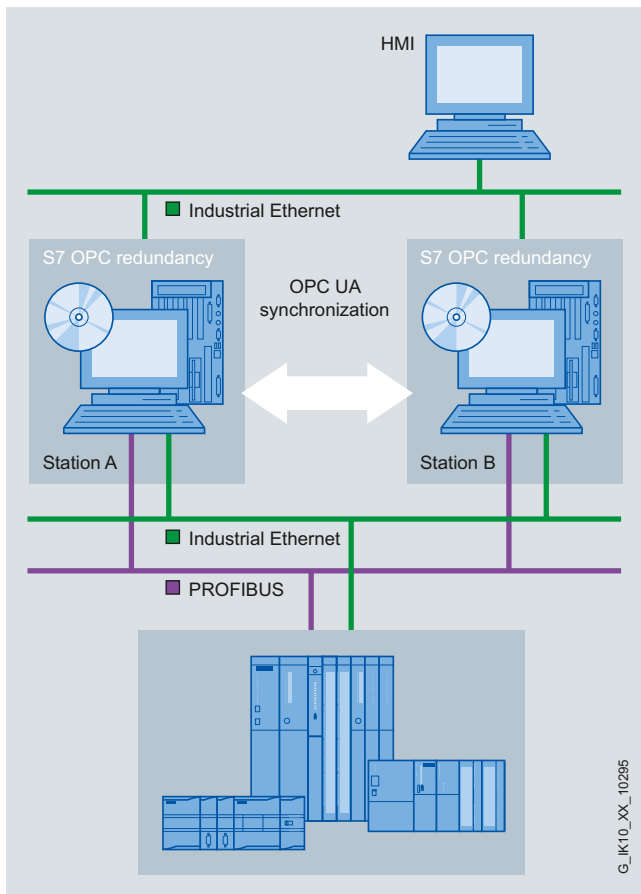 HMI
Industrial Ethernet
S7 OPC redundancy
OPC UA
synchronization
S7 OPC redundancy
Station A
Station B
Industrial Ethernet
PROFIBUS
G_IK10_XX_10295